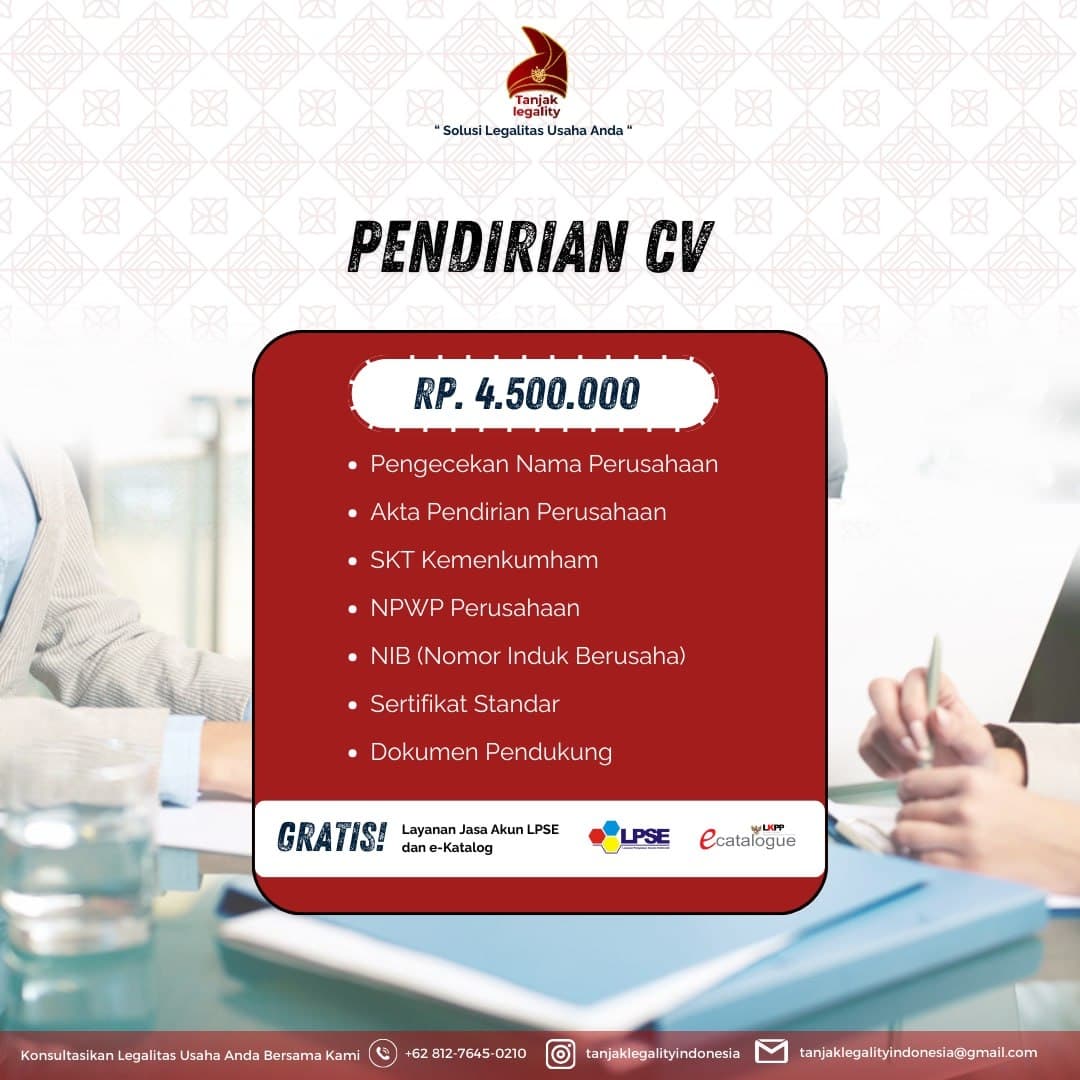 Tanjak
legality
“ Solusi Legalitas Usaha Anda “
PENDIRIAN CV
RP. 4.500.000
• Pengecekan Nama Perusahaan
• Akta Pendirian Perusahaan
• SKT Kemenkumham
• NPWP Perusahaan
• NIB (Nomor Induk Berusaha)
• Sertifikat Standar
• Dokumen Pendukung
GRATIS!
Layanan Jasa Akun LPSE
dan e-Katalog
LPSE
LKPP
ecatalogue
Konsultasikan Legalitas Usaha Anda Bersama Kami
+62 812-7645-0210
tanjaklegalityindonesia
tanjaklegalityindonesia@gmail.com